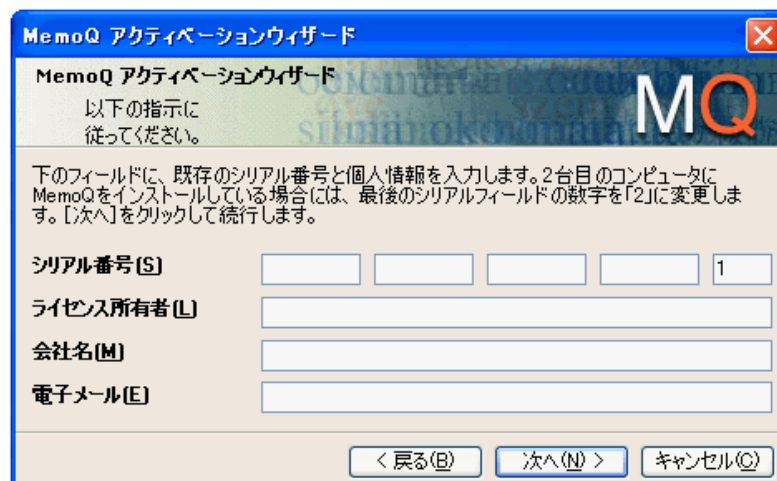 MemoQ アクティベーションウィザード
MemoQ アクティベーションウィザード
以下の指示に
従ってください。
MQ
下のフィールドに、既存のシリアル番号と個人情報を入力します。2台目のコンピュータに
MemoQをインストールしている場合には、最後のシリアルフィールドの数字を「2」に変更しま
す。[次へ]をクリックして続行します。
シリアル番号(S) 1
ライセンス所有者(L)
会社名(M)
電子メール(E)
< 戻る(B) 次へ(N) > キャンセル(C)